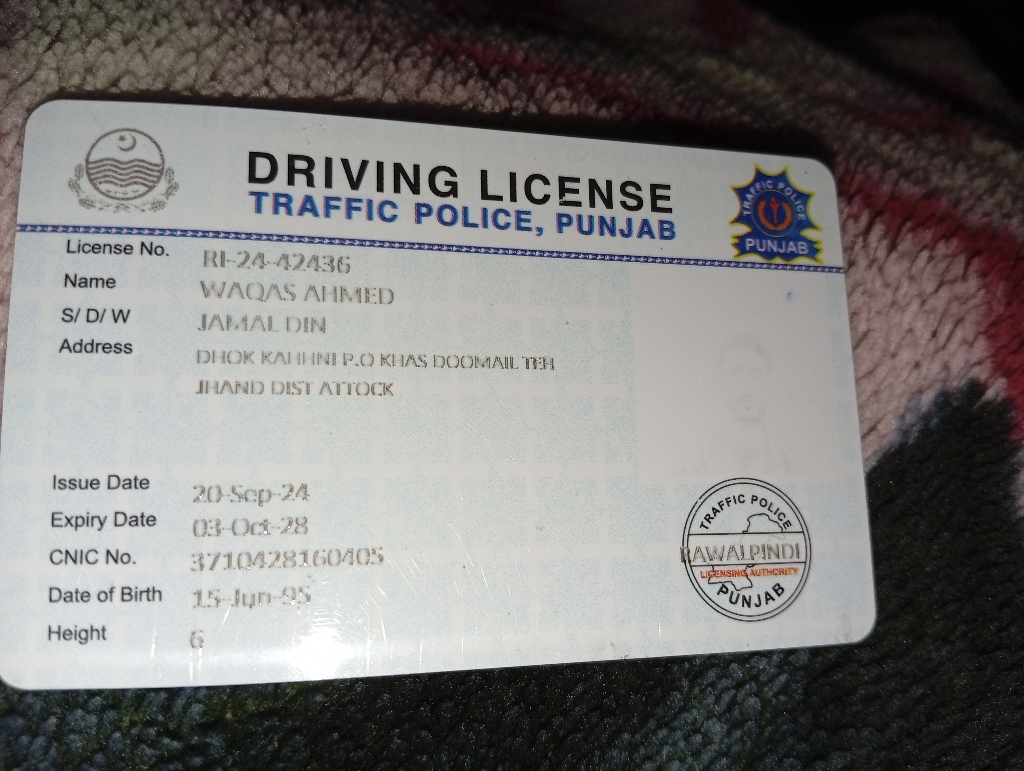 DRIVING LICENSE
TRAFFIC POLICE, PUNJAB
TRAFFIC POLICE
PUNJAB
License No. RI-24-42436
Name WAQAS AHMED
S/ D/ W JAMAL DIN
Address DHOK KAHHNI P.O KHAS DOOMAIL TEH
JHAND DIST ATTOCK
Issue Date 20-Sep-24
Expiry Date 03-Oct-28
CNIC No. 3710428160405
Date of Birth 15-Jun-95
Height 6
TRAFFIC POLICE
RAWALPINDI
LICENSING AUTHORITY
PUNJAB